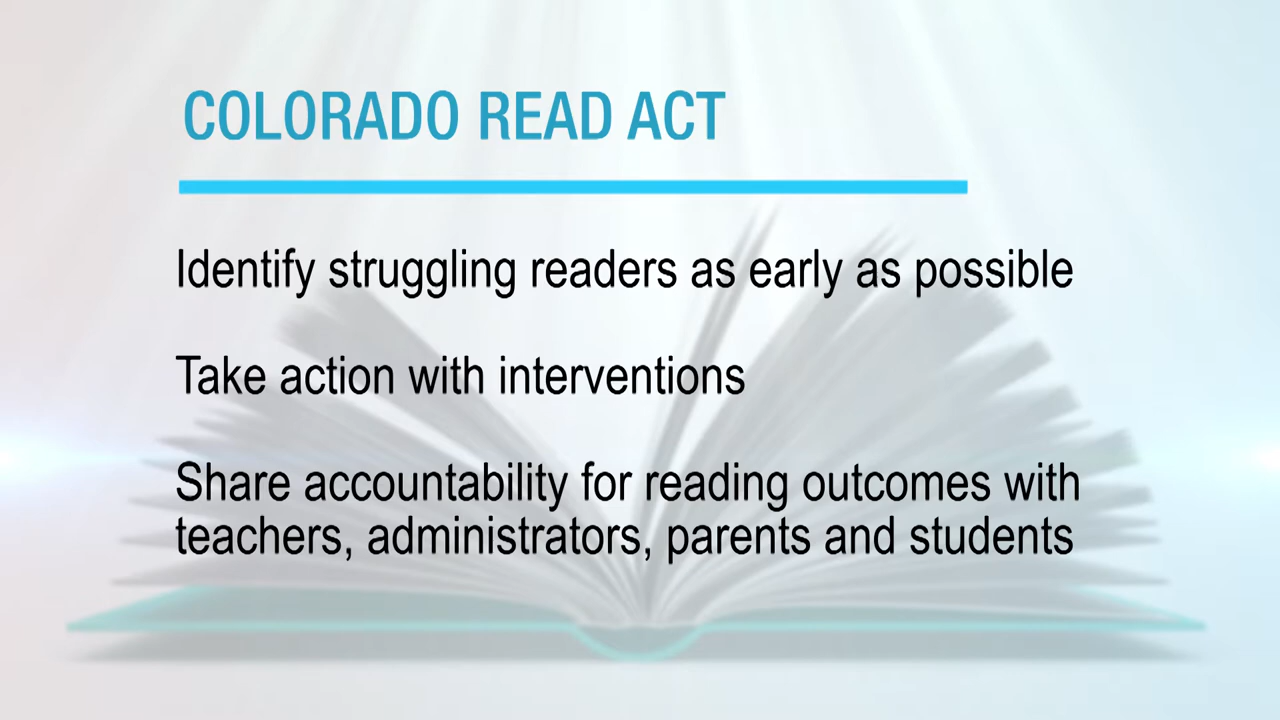 COLORADO READ ACT
Identify struggling readers as early as possible
Take action with interventions
Share accountability for reading outcomes with
teachers, administrators, parents and students